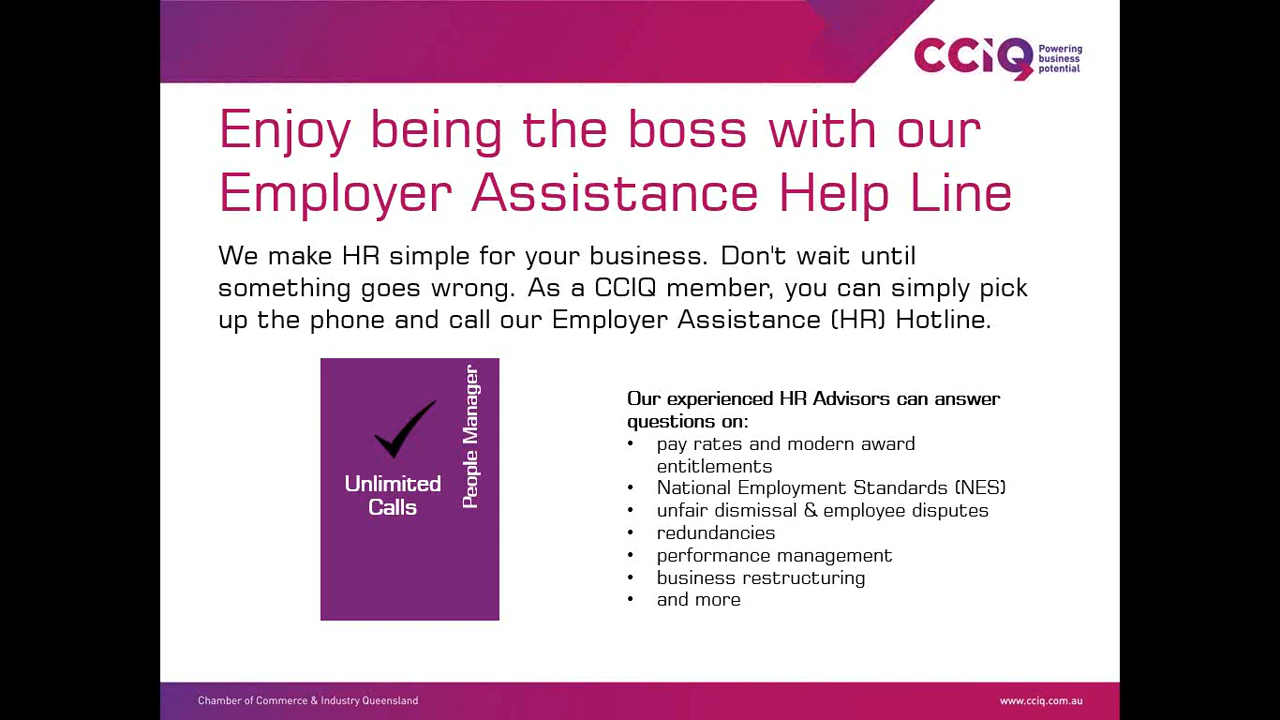 CCIQ
Powering
business
potential
Enjoy being the boss with our
Employer Assistance Help Line
We make HR simple for your business. Don't wait until
something goes wrong. As a CCIQ member, you can simply pick
up the phone and call our Employer Assistance (HR) Hotline.
Unlimited
Calls
People Manager
Our experienced HR Advisors can answer
questions on:
• pay rates and modern award
entitlements
• National Employment Standards (NES)
• unfair dismissal & employee disputes
• redundancies
• performance management
• business restructuring
• and more
Chamber of Commerce & Industry Queensland
www.cciq.com.au